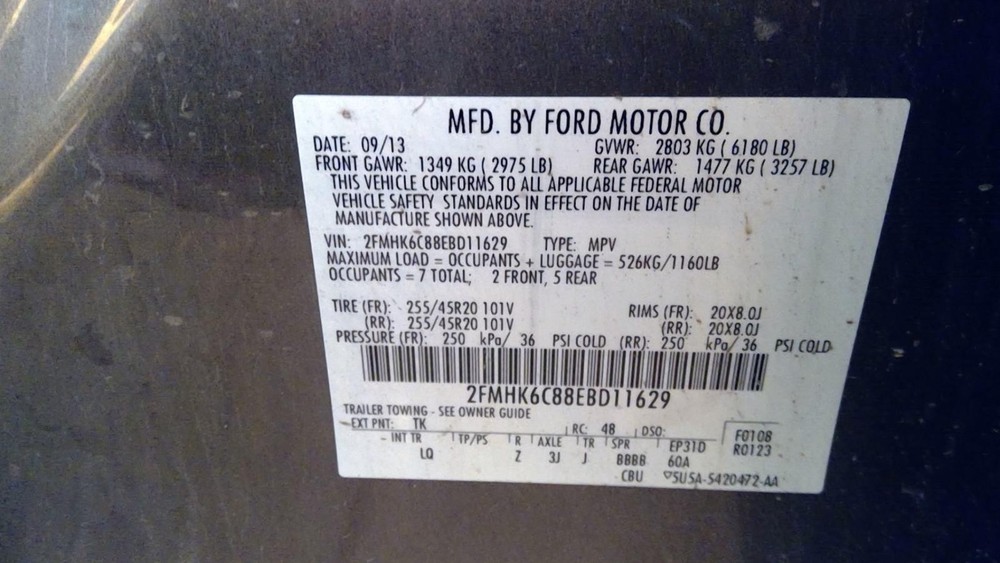 MFD. BY FORD MOTOR CO.
DATE: 09/13 GVWR: 2803 KG ( 6180 LB)
FRONT GAWR: 1349 KG ( 2975 LB) REAR GAWR: 1477 KG ( 3257 LB)
THIS VEHICLE CONFORMS TO ALL APPLICABLE FEDERAL MOTOR
VEHICLE SAFETY STANDARDS IN EFFECT ON THE DATE OF
MANUFACTURE SHOWN ABOVE.
VIN: 2FMHK6C88EBD11629 TYPE: MPV
MAXIMUM LOAD = OCCUPANTS + LUGGAGE = 526KG/1160LB
OCCUPANTS = 7 TOTAL; 2 FRONT, 5 REAR
TIRE (FR): 255/45R20 101V RIMS (FR): 20X8.0J
(RR): 255/45R20 101V (RR): 20X8.0J
PRESSURE (FR): 250 kPa/ 36 PSI COLD (RR): 250 kPa/ 36 PSI COLD
2FMHK6C88EBD11629
TRAILER TOWING - SEE OWNER GUIDE
EXT PNT: TK RC: 48 DSO: F0108
INT TR TP/PS R AXLE TR SPR EP31D R0123
LQ Z 3J J BBBB 60A
CBU ▽5U5A-5420472-AA